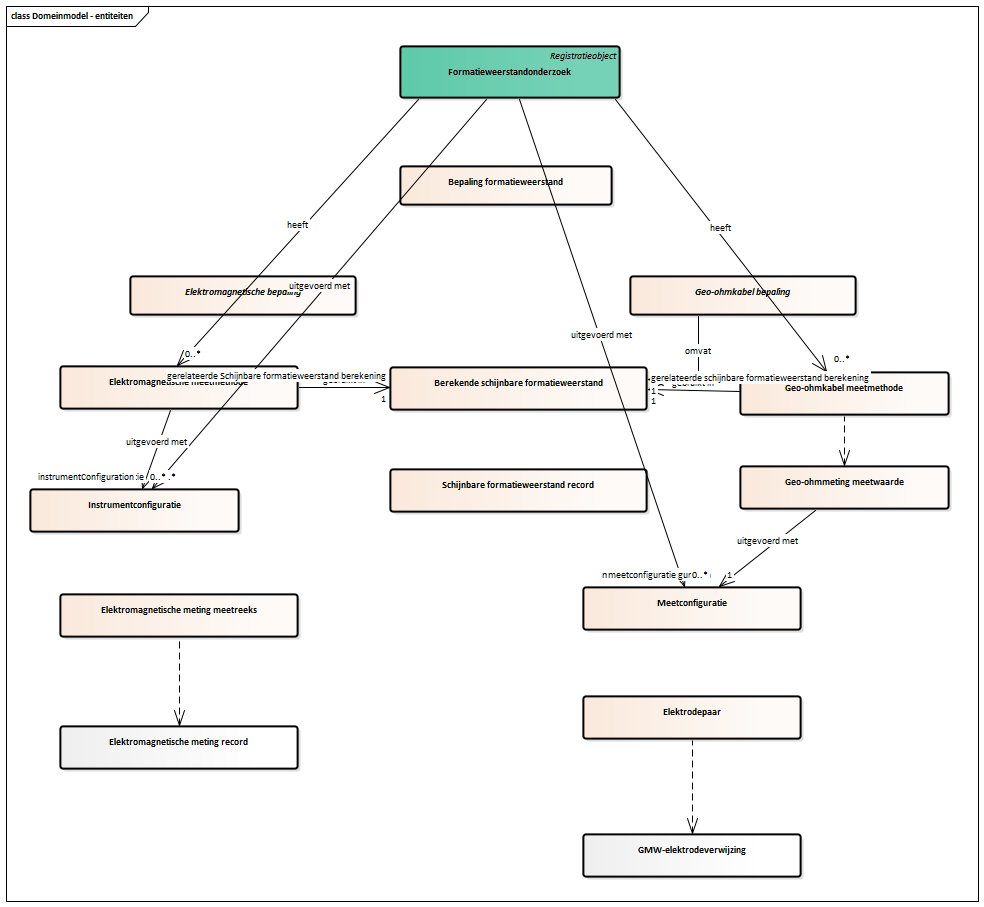 class Domeinmodel - entiteiten
Registratieobject
Formatieweerstandonderzoek
Bepaling formatieweerstand
heeft
heeft
Elektromagnetische bepaling
uitgevoerd met
Geo-ohmkabel bepaling
uitgevoerd met
omvat
0..*
0..*
gerelateerde Schijnbare formatieweerstand berekening
gerelateerde schijnbare formatieweerstand berekening
Elektromagnetische meetmethode
Berekende schijnbare formatieweerstand
Geo-ohmkabel meetmethode
1
1
1
uitgevoerd met
instrumentConfiguration
0..*
Instrumentconfiguratie
Schijnbare formatieweerstand record
Geo-ohmmeting meetwaarde
uitgevoerd met
meetconfiguratie
0..*
1
Meetconfiguratie
Elektromagnetische meting meetreeks
Elektrodepaar
Elektromagnetische meting record
GMW-elektrodeverwijzing